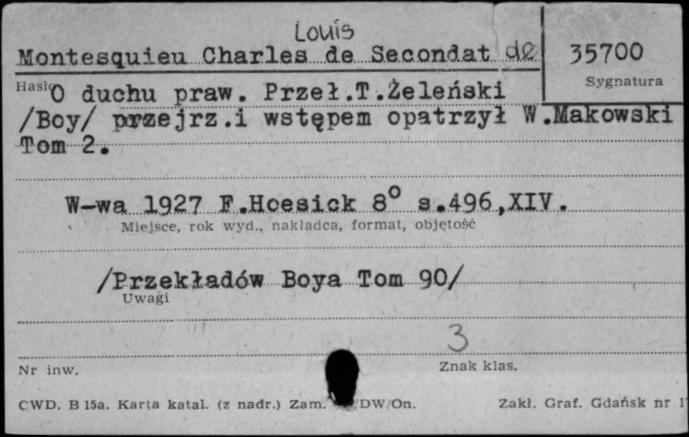 Louis
Montesquieu Charles de Secondat de 35700
Hasło Sygnatura
O duchu praw. Przeł.T.Żeleński
/Boy/ przejrz.i wstępem opatrzył W.Makowski
Tom 2.
W-wa 1927 F.Hoesick 8° s.496,XIV.
Miejsce, rok wyd., nakładca, format, objętość
/Przekładów Boya Tom 90/
Uwagi
3
Nr inw. Znak klas.
CWD. B 15a. Karta katal. (z nadr.) Zam. DW/On. Zakł. Graf. Gdańsk nr